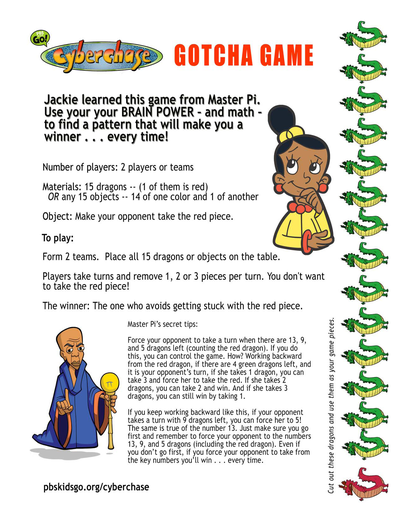 GO!
Cyberchase
GOTCHA GAME
Jackie learned this game from Master Pi.
Use your your BRAIN POWER - and math -
to find a pattern that will make you a
winner . . . every time!
Number of players: 2 players or teams
Materials: 15 dragons -- (1 of them is red)
OR any 15 objects -- 14 of one color and 1 of another
Object: Make your opponent take the red piece.
To play:
Form 2 teams. Place all 15 dragons or objects on the table.
Players take turns and remove 1, 2 or 3 pieces per turn. You don't want
to take the red piece!
The winner: The one who avoids getting stuck with the red piece.
Master Pi's secret tips:
Force your opponent to take a turn when there are 13, 9,
and 5 dragons left (counting the red dragon). If you do
this, you can control the game. How? Working backward
from the red dragon, if there are 4 green dragons left, and
it is your opponent's turn, if she takes 1 dragon, you can
take 3 and force her to take the red. If she takes 2
dragons, you can take 2 and win. And if she takes 3
dragons, you can still win by taking 1.
If you keep working backward like this, if your opponent
takes a turn with 9 dragons left, you can force her to 5!
The same is true of the number 13. Just make sure you go
first and remember to force your opponent to the numbers
13, 9, and 5 dragons (including the red dragon). Even if
you don't go first, if you force your opponent to take from
the key numbers you'll win . . . every time.
Cut out these dragons and use them as your game pieces.
pbskidsgo.org/cyberchase